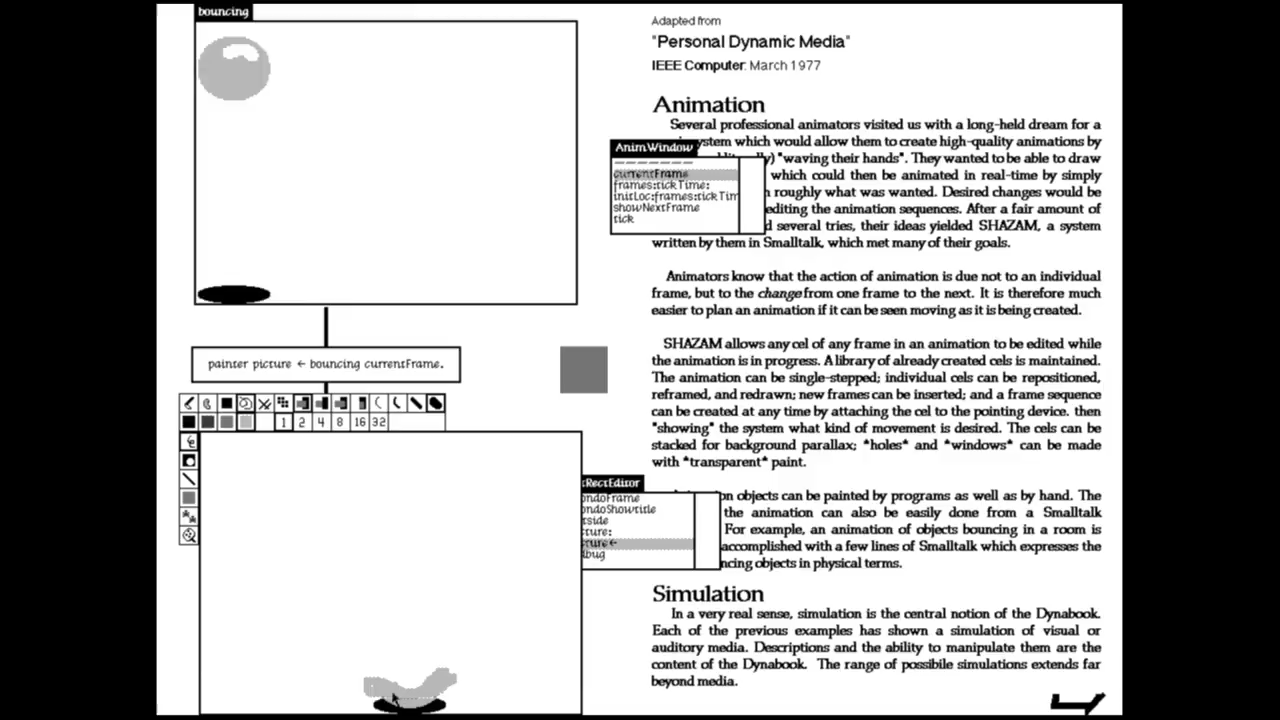 bouncing
painter picture ← bouncing currentFrame.
1 2 4 8 16 32
Adapted from
"Personal Dynamic Media"
IEEE Computer: March 1977
Animation
Several professional animators visited us with a long-held dream for a
system which would allow them to create high-quality animations by
"waving their hands". They wanted to be able to draw
which could then be animated in real-time by simply
roughly what was wanted. Desired changes would be
editing the animation sequences. After a fair amount of
several tries, their ideas yielded SHAZAM, a system
written by them in Smalltalk, which met many of their goals.
AnimWindow
currentFrame
frames:tickTime:
initLoc:frames:tickTim
showNextFrame
tick
Animators know that the action of animation is due not to an individual
frame, but to the change from one frame to the next. It is therefore much
easier to plan an animation if it can be seen moving as it is being created.
SHAZAM allows any cel of any frame in an animation to be edited while
the animation is in progress. A library of already created cels is maintained.
The animation can be single-stepped; individual cels can be repositioned,
reframed, and redrawn; new frames can be inserted; and a frame sequence
can be created at any time by attaching the cel to the pointing device. then
"showing" the system what kind of movement is desired. The cels can be
stacked for background parallax; *holes* and *windows* can be made
with *transparent* paint.
objects can be painted by programs as well as by hand. The
the animation can also be easily done from a Smalltalk
For example, an animation of objects bouncing in a room is
accomplished with a few lines of Smalltalk which expresses the
ncing objects in physical terms.
RectEditor
ndoFrame
ndoShowtitle
tside
ture:
ture←
bug
Simulation
In a very real sense, simulation is the central notion of the Dynabook.
Each of the previous examples has shown a simulation of visual or
auditory media. Descriptions and the ability to manipulate them are the
content of the Dynabook. The range of possibile simulations extends far
beyond media.